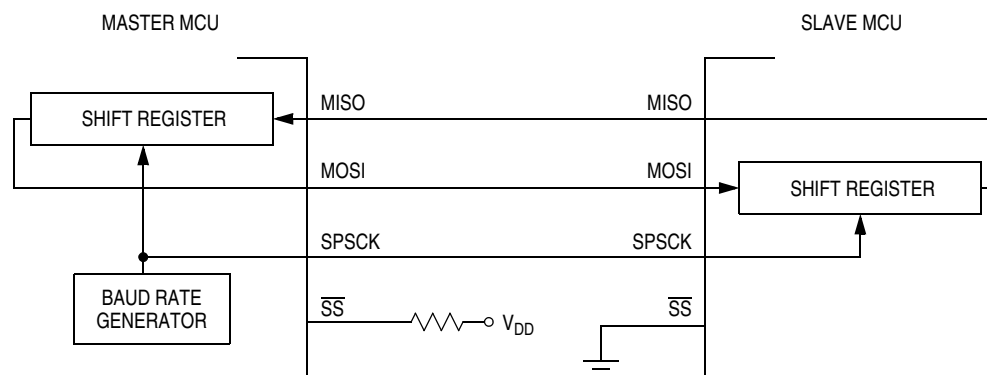 MASTER MCU
SLAVE MCU
MISO
MISO
SHIFT REGISTER
MOSI
MOSI
SHIFT REGISTER
SPSCK
SPSCK
BAUD RATE
GENERATOR
SS
VDD
SS